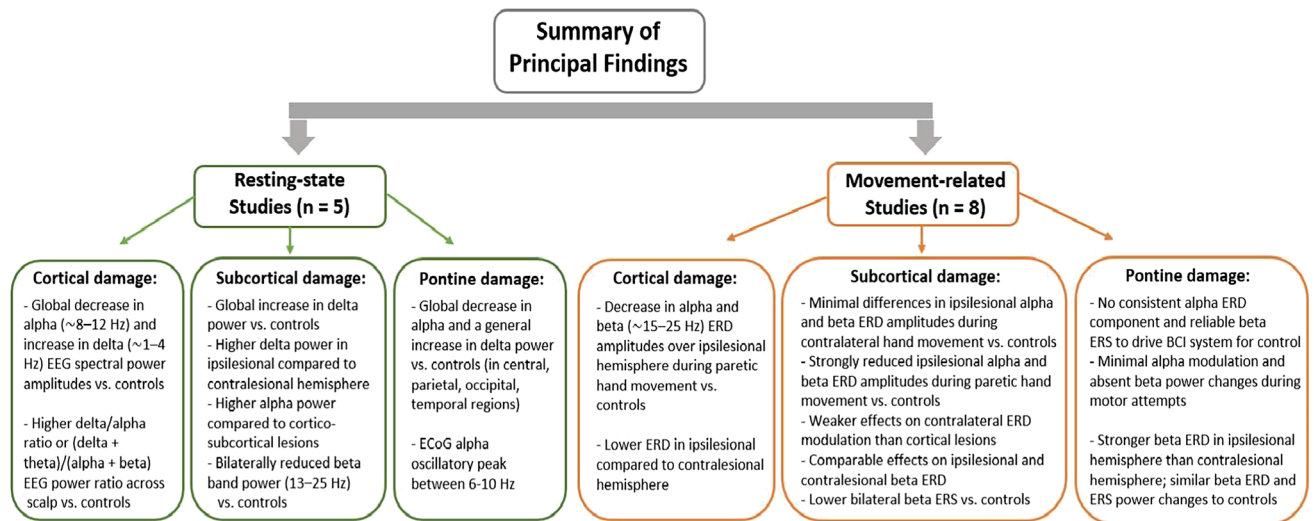 Summary of
Principal Findings
Resting-state
Studies (n = 5)
Movement-related
Studies (n = 8)
Cortical damage:
- Global decrease in
alpha (~8–12 Hz) and
increase in delta (~1–4
Hz) EEG spectral power
amplitudes vs. controls
- Higher delta/alpha
ratio or (delta +
theta)/(alpha + beta)
EEG power ratio across
scalp vs. controls
Subcortical damage:
- Global increase in delta
power vs. controls
- Higher delta power in
ipsilesional compared to
contralesional hemisphere
- Higher alpha power
compared to cortico-
subcortical lesions
- Bilaterally reduced beta
band power (13–25 Hz)
vs. controls
Pontine damage:
- Global decrease in
alpha and a general
increase in delta power
vs. controls (in central,
parietal, occipital,
temporal regions)
- ECoG alpha
oscillatory peak
between 6-10 Hz
Cortical damage:
- Decrease in alpha and
beta (~15–25 Hz) ERD
amplitudes over ipsilesional
hemisphere during paretic
hand movement vs.
controls
- Lower ERD in ipsilesional
compared to contralesional
hemisphere
Subcortical damage:
- Minimal differences in ipsilesional alpha
and beta ERD amplitudes during
contralateral hand movement vs. controls
- Strongly reduced ipsilesional alpha and
beta ERD amplitudes during paretic hand
movement vs. controls
- Weaker effects on contralateral ERD
modulation than cortical lesions
- Comparable effects on ipsilesional and
contralesional beta ERD
- Lower bilateral beta ERS vs. controls
Pontine damage:
- No consistent alpha ERD
component and reliable beta
ERS to drive BCI system for control
- Minimal alpha modulation and
absent beta power changes during
motor attempts
- Stronger beta ERD in ipsilesional
hemisphere than contralesional
hemisphere; similar beta ERD and
ERS power changes to controls